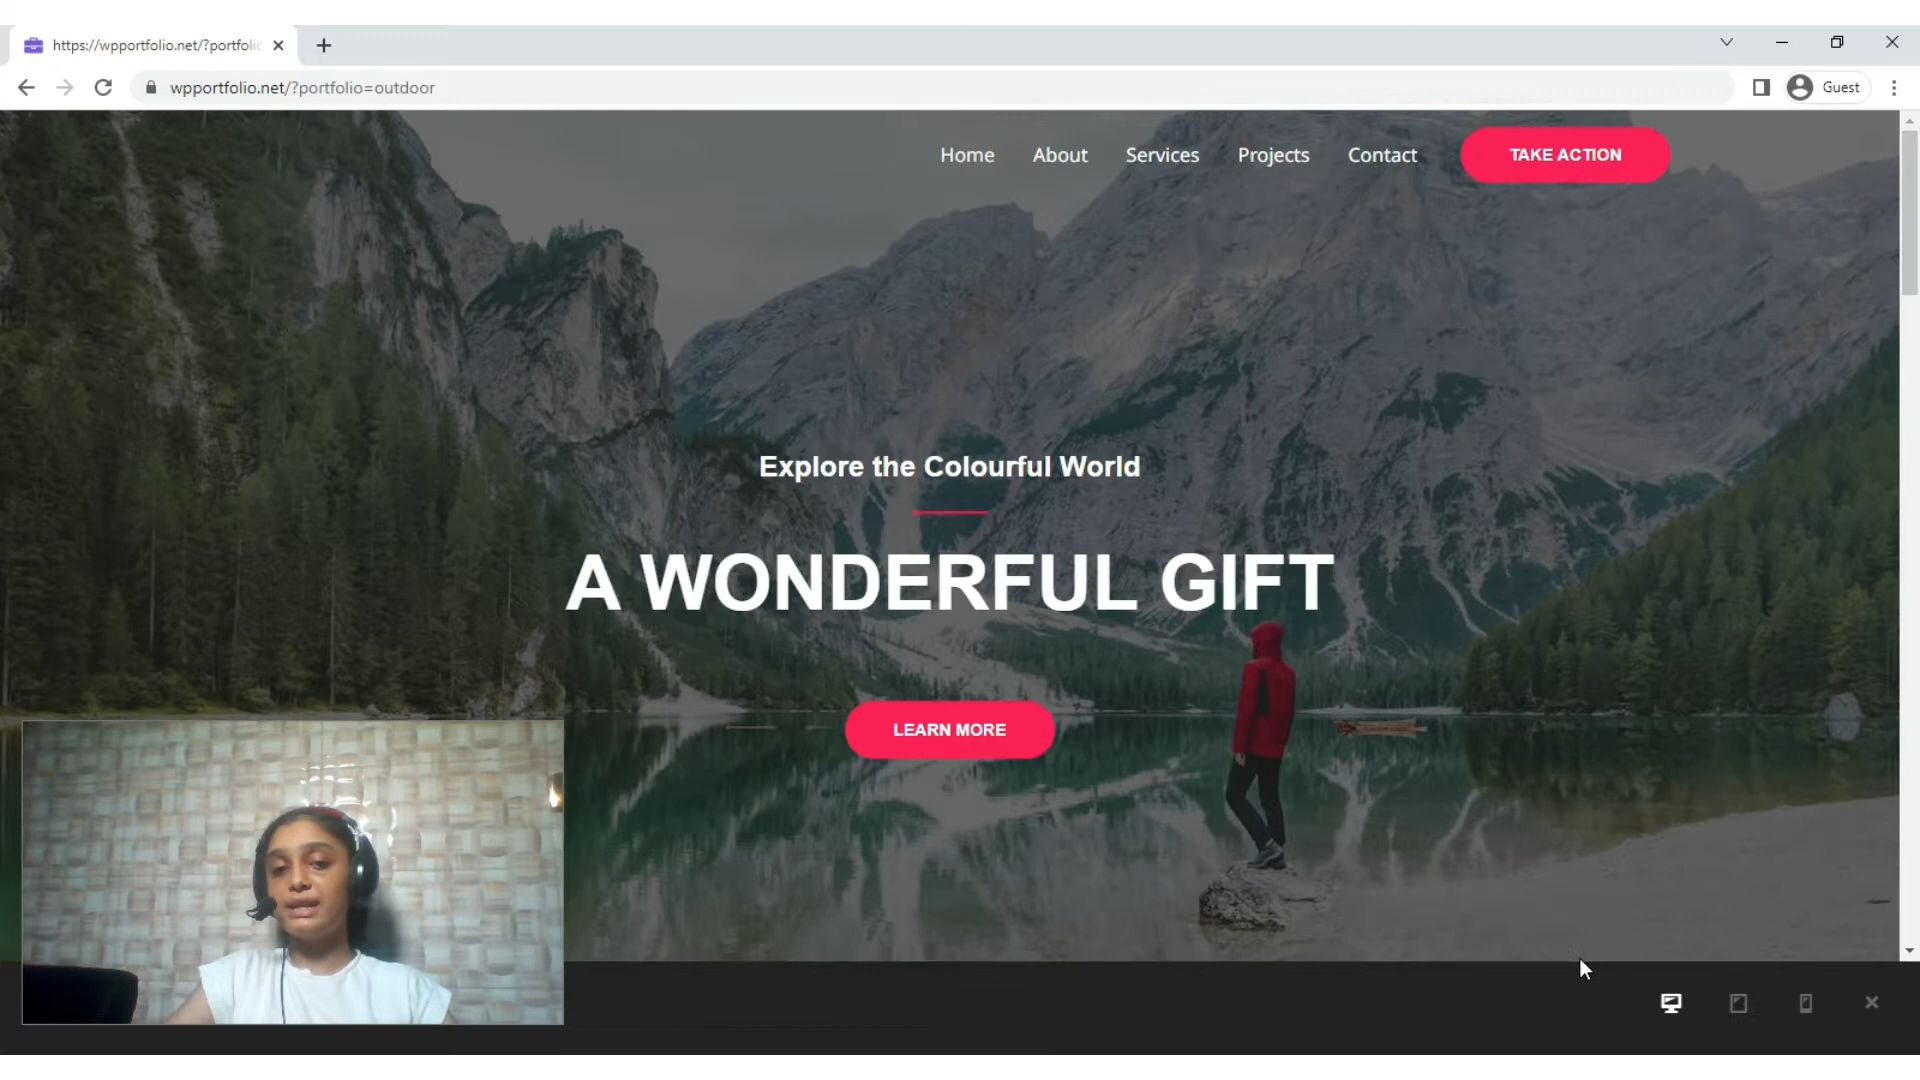 https://wpportfolio.net/?portfolio
wpportfolio.net/?portfolio=outdoor
Guest
Home
About
Services
Projects
Contact
TAKE ACTION
Explore the Colourful World
A WONDERFUL GIFT
LEARN MORE